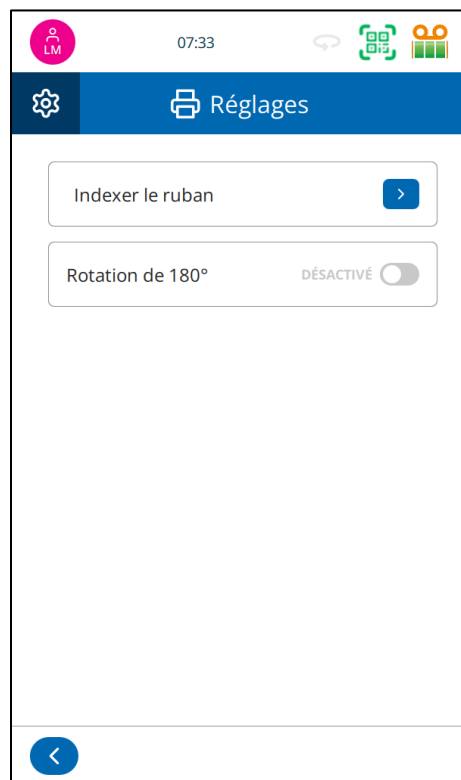 LM
07:33
Réglages
Indexer le ruban
Rotation de 180°
DÉSACTIVÉ